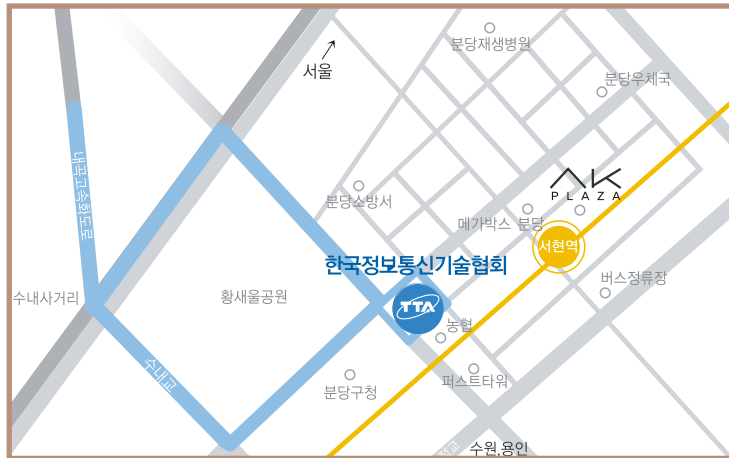 분당재생병원
서울
분당우체국
내곡고속화도로
PLAZA
분당소방서
메가박스 분당
서현역
한국정보통신기술협회
버스정류장
수내사거리
황새울공원
TTA
농협
수내교
분당구청
퍼스트타워
수원,용인